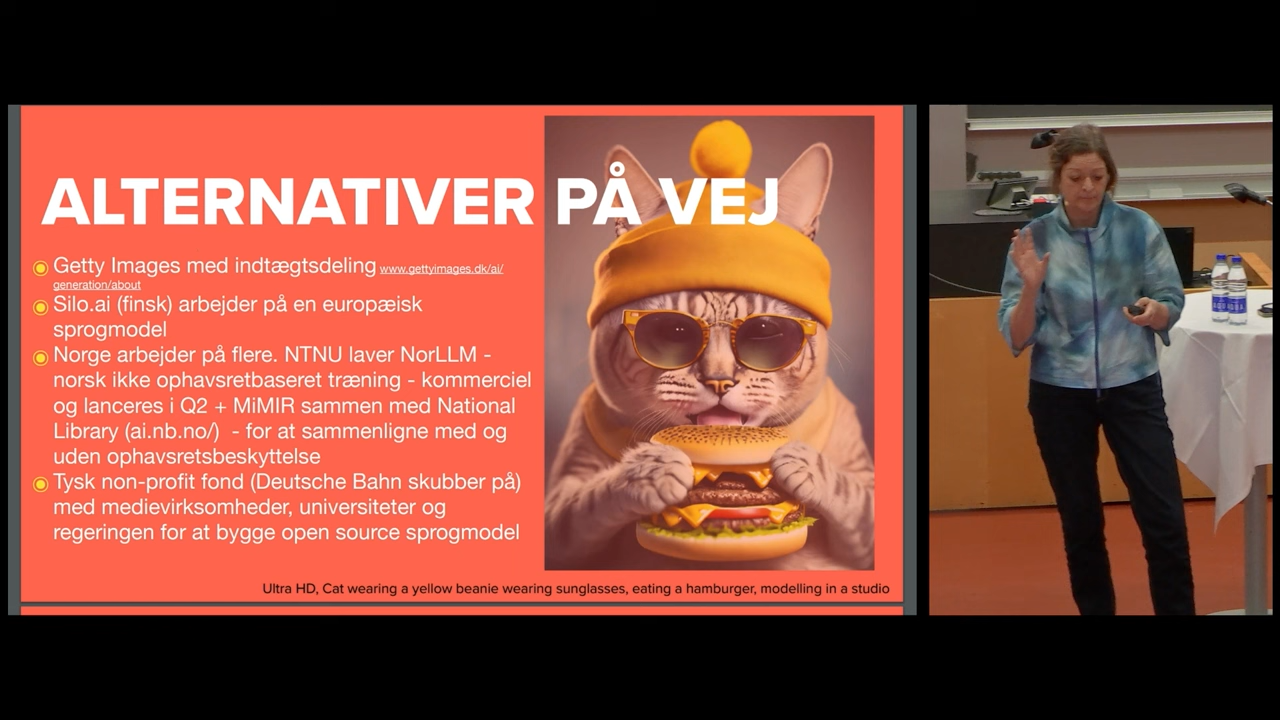 ALTERNATIVER PÅ VEJ
Getty Images med indtægtsdeling www.gettyimages.dk/ai/
generation/about
Silo.ai (finsk) arbejder på en europæisk
sprogmodel
Norge arbejder på flere. NTNU laver NorLLM -
norsk ikke ophavsretbaseret træning - kommerciel
og lanceres i Q2 + MiMIR sammen med National
Library (ai.nb.no/) - for at sammenligne med og
uden ophavsretsbeskyttelse
Tysk non-profit fond (Deutsche Bahn skubber på)
med medievirksomheder, universiteter og
regeringen for at bygge open source sprogmodel
Ultra HD, Cat wearing a yellow beanie wearing sunglasses, eating a hamburger, modelling in a studio